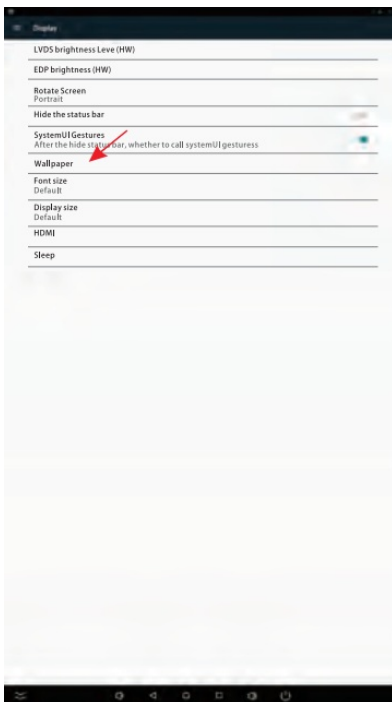 Display
LVDS brightness Leve (HW)
EDP brightness (HW)
Rotate Screen
Portrait
Hide the status bar
SystemUI Gestures
After the hide status bar, whether to call systemUI gesturess
Wallpaper
Font size
Default
Display size
Default
HDMI
Sleep